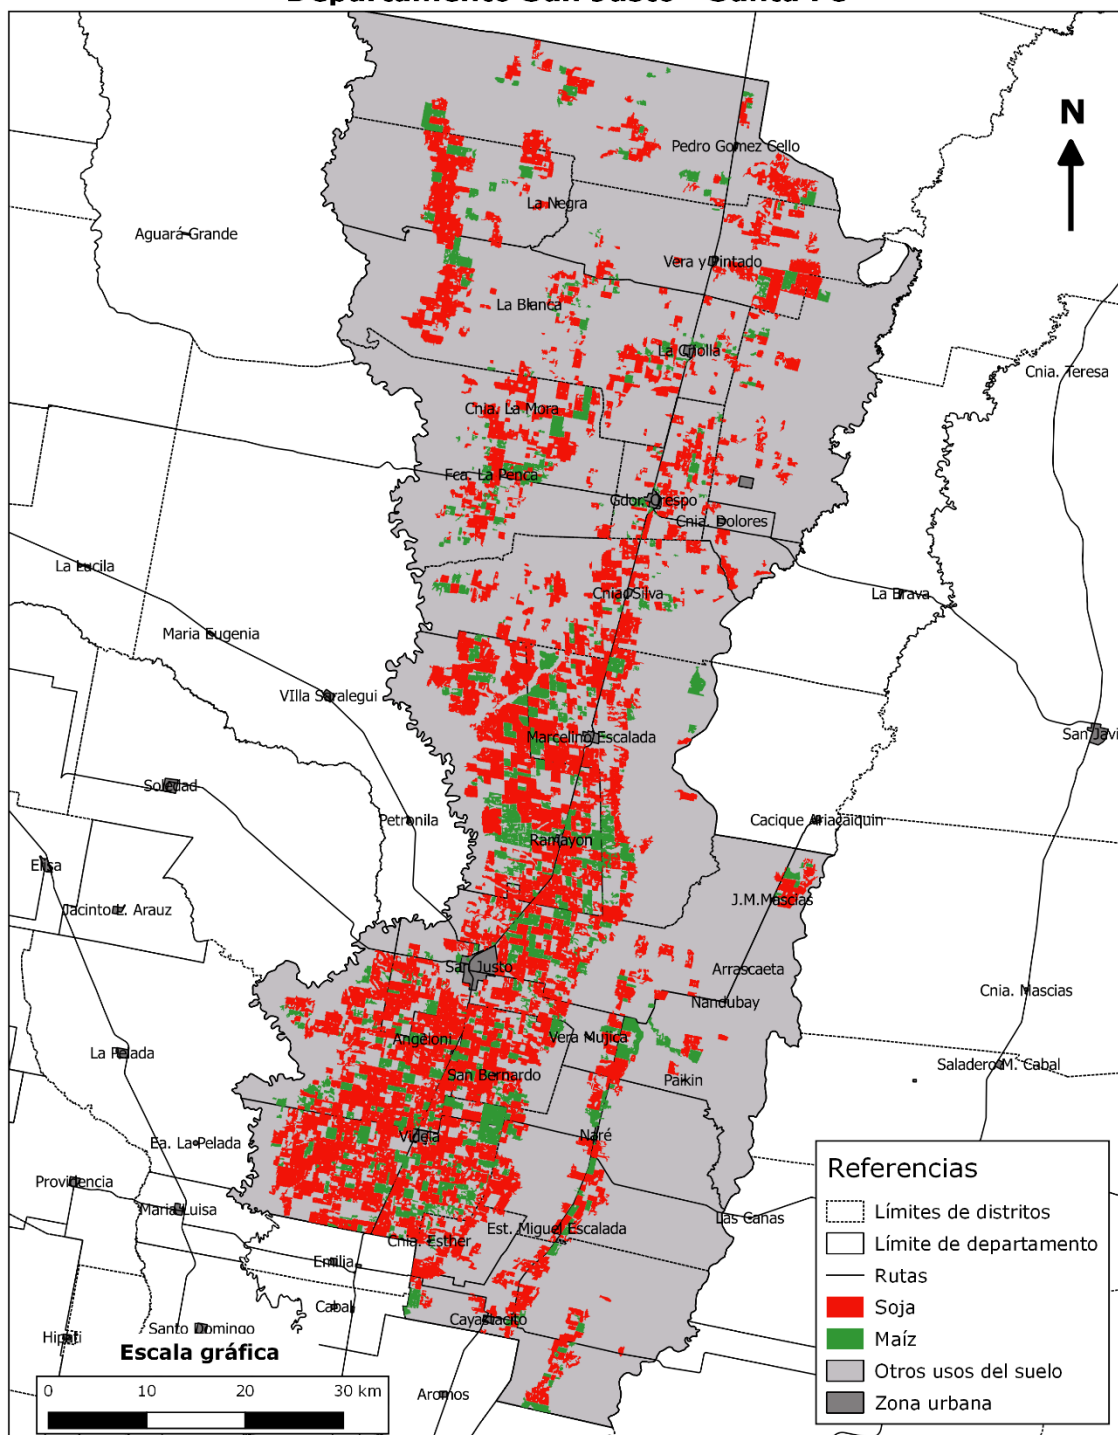 N
Pedro Gomez Cello
La Negra
Aguará Grande
Vera y Pintado
La Blanca
La Criolla
Cnia. Teresa
Cnia. La Mora
Fca. La Penca
Gdor. Crespo
Cnia. Dolores
La Lucila
Cnia. Silva
La Brava
Maria Eugenia
VIlla Saralegui
Marcelino Escalada
San Javi
Soledad
Petronila
Cacique Ariacaiquin
Ramayon
Elisa
J.M.Mascias
Jacinto L. Arauz
San Justo
Arrascaeta
Cnia. Mascias
Nandubay
Angeloni
Vera Mujica
La Pelada
Saladero M. Cabal
San Bernardo
Paikin
Videla
Naré
Ea. La Pelada
Providencia
Maria Luisa
Las Cañas
Est. Miguel Escalada
Cnia. Esther
Emilia
Cabal
Cayastacito
Santo Domingo
Hipati
Aromos
Escala gráfica
0 10 20 30 km
Referencias
Límites de distritos
Límite de departamento
Rutas
Soja
Maíz
Otros usos del suelo
Zona urbana